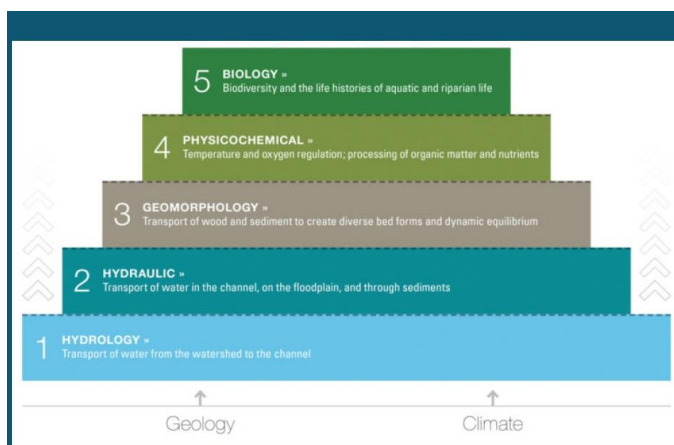 5 BIOLOGY »
Biodiversity and the life histories of aquatic and riparian life
4 PHYSICOCHEMICAL »
Temperature and oxygen regulation; processing of organic matter and nutrients
3 GEOMORPHOLOGY »
Transport of wood and sediment to create diverse bed forms and dynamic equilibrium
2 HYDRAULIC »
Transport of water in the channel, on the floodplain, and through sediments
1 HYDROLOGY »
Transport of water from the watershed to the channel
Geology Climate